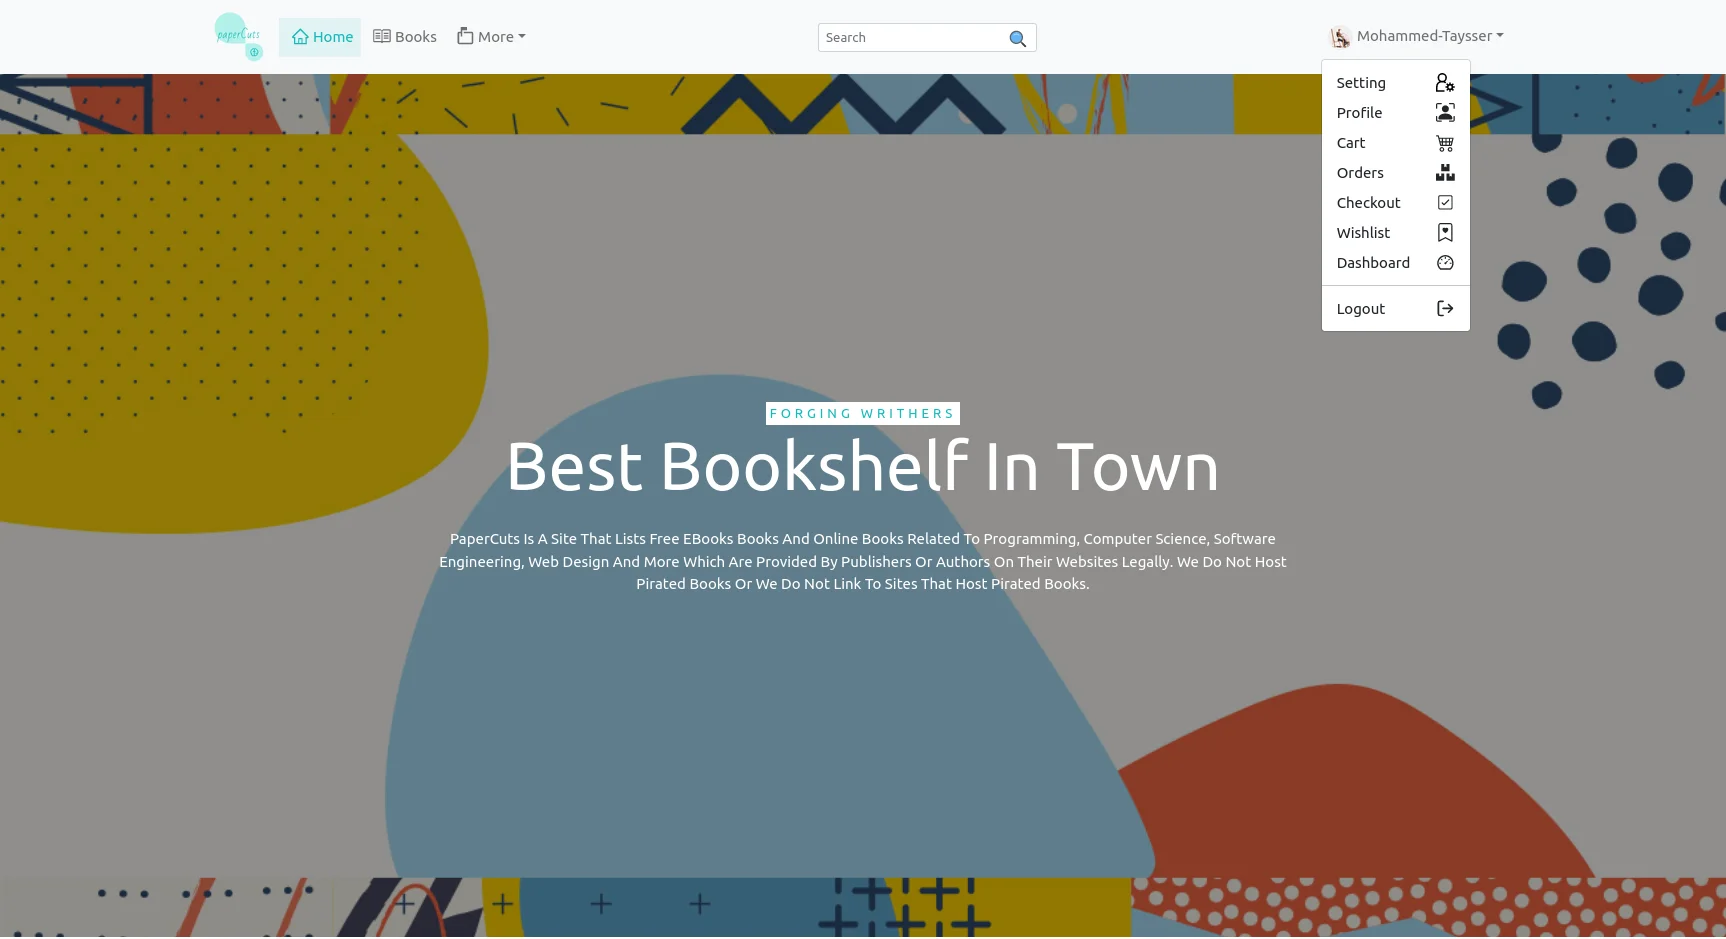 paperCuts
Home
Books
More
Search
Mohammed-Taysser
Setting
Profile
Cart
Orders
Checkout
Wishlist
Dashboard
Logout
FORGING WRITHERS
Best Bookshelf In Town
PaperCuts Is A Site That Lists Free EBooks Books And Online Books Related To Programming, Computer Science, Software
Engineering, Web Design And More Which Are Provided By Publishers Or Authors On Their Websites Legally. We Do Not Host
Pirated Books Or We Do Not Link To Sites That Host Pirated Books.